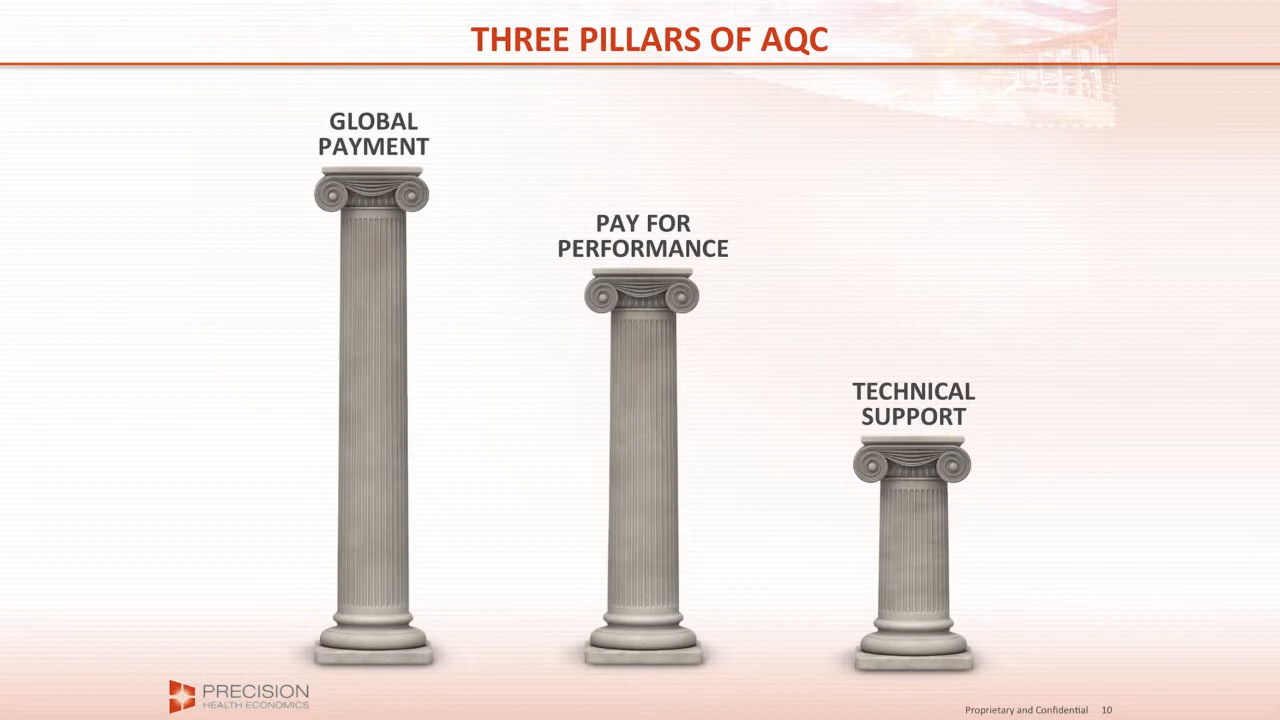 THREE PILLARS OF AQC
GLOBAL
PAYMENT
PAY FOR
PERFORMANCE
TECHNICAL
SUPPORT
PRECISION
HEALTH ECONOMICS
Proprietary and Confidential 10